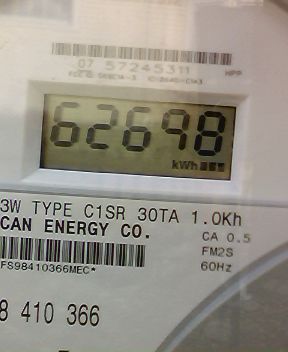 07 57245311
HPP
62698
kWh
3W TYPE C1SR 30TA 1.0Kh
CAN ENERGY CO.
CA 0.5
FM2S
60Hz
FS98410366MEC*
8 410 366